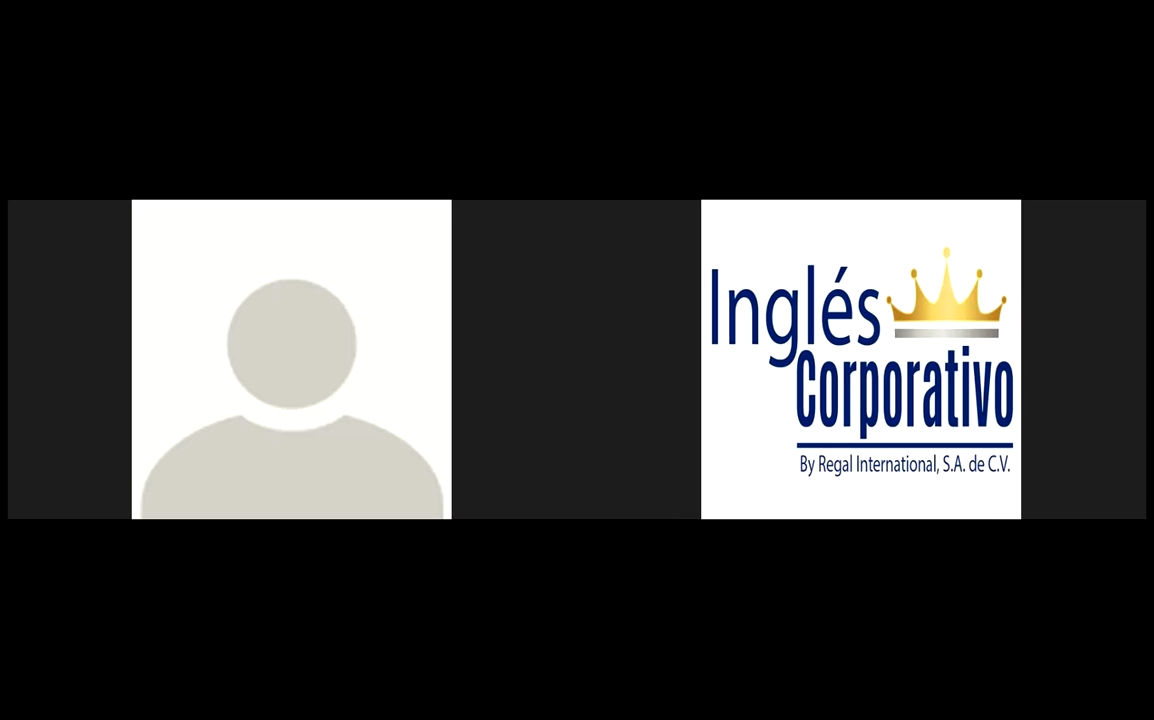 Inglés
Corporativo
By Regal International, S.A. de C.V.